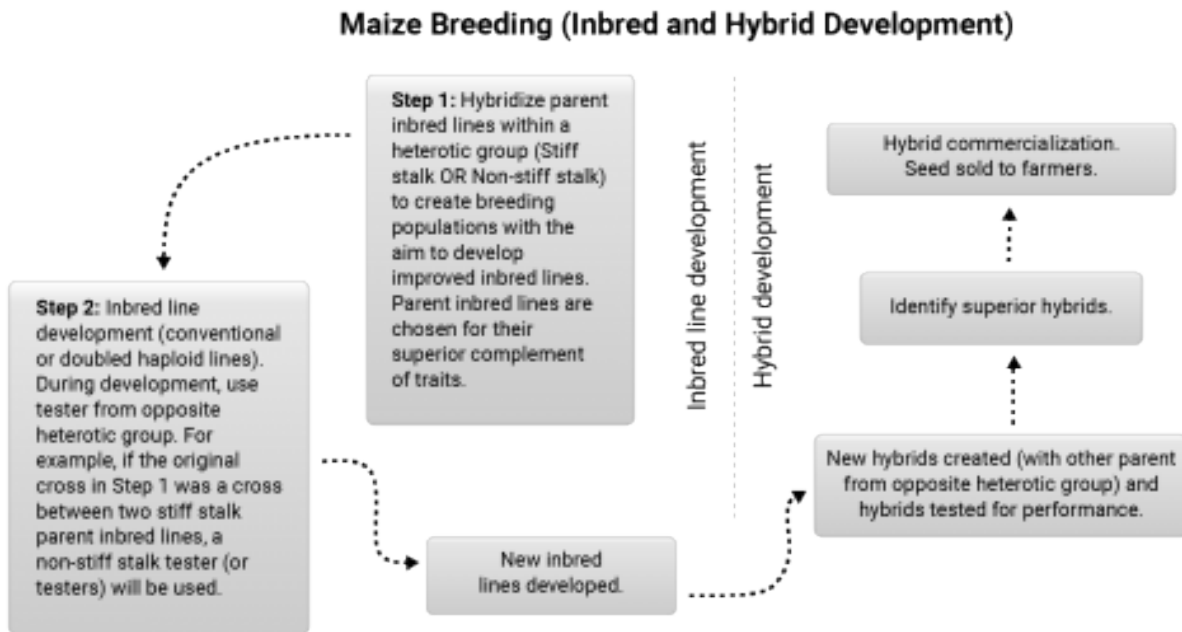 Maize Breeding (Inbred and Hybrid Development)
Step 1: Hybridize parent
inbred lines within a
heterotic group (Stiff
stalk OR Non-stiff stalk)
to create breeding
populations with the
aim to develop
improved inbred lines.
Parent inbred lines are
chosen for their
superior complement
of traits.
Step 2: Inbred line
development (conventional
or doubled haploid lines).
During development, use
tester from opposite
heterotic group. For
example, if the original
cross in Step 1 was a cross
between two stiff stalk
parent inbred lines, a
non-stiff stalk tester (or
testers) will be used.
New inbred
lines developed.
Inbred line development
Hybrid development
New hybrids created (with other parent
from opposite heterotic group) and
hybrids tested for performance.
Identify superior hybrids.
Hybrid commercialization.
Seed sold to farmers.